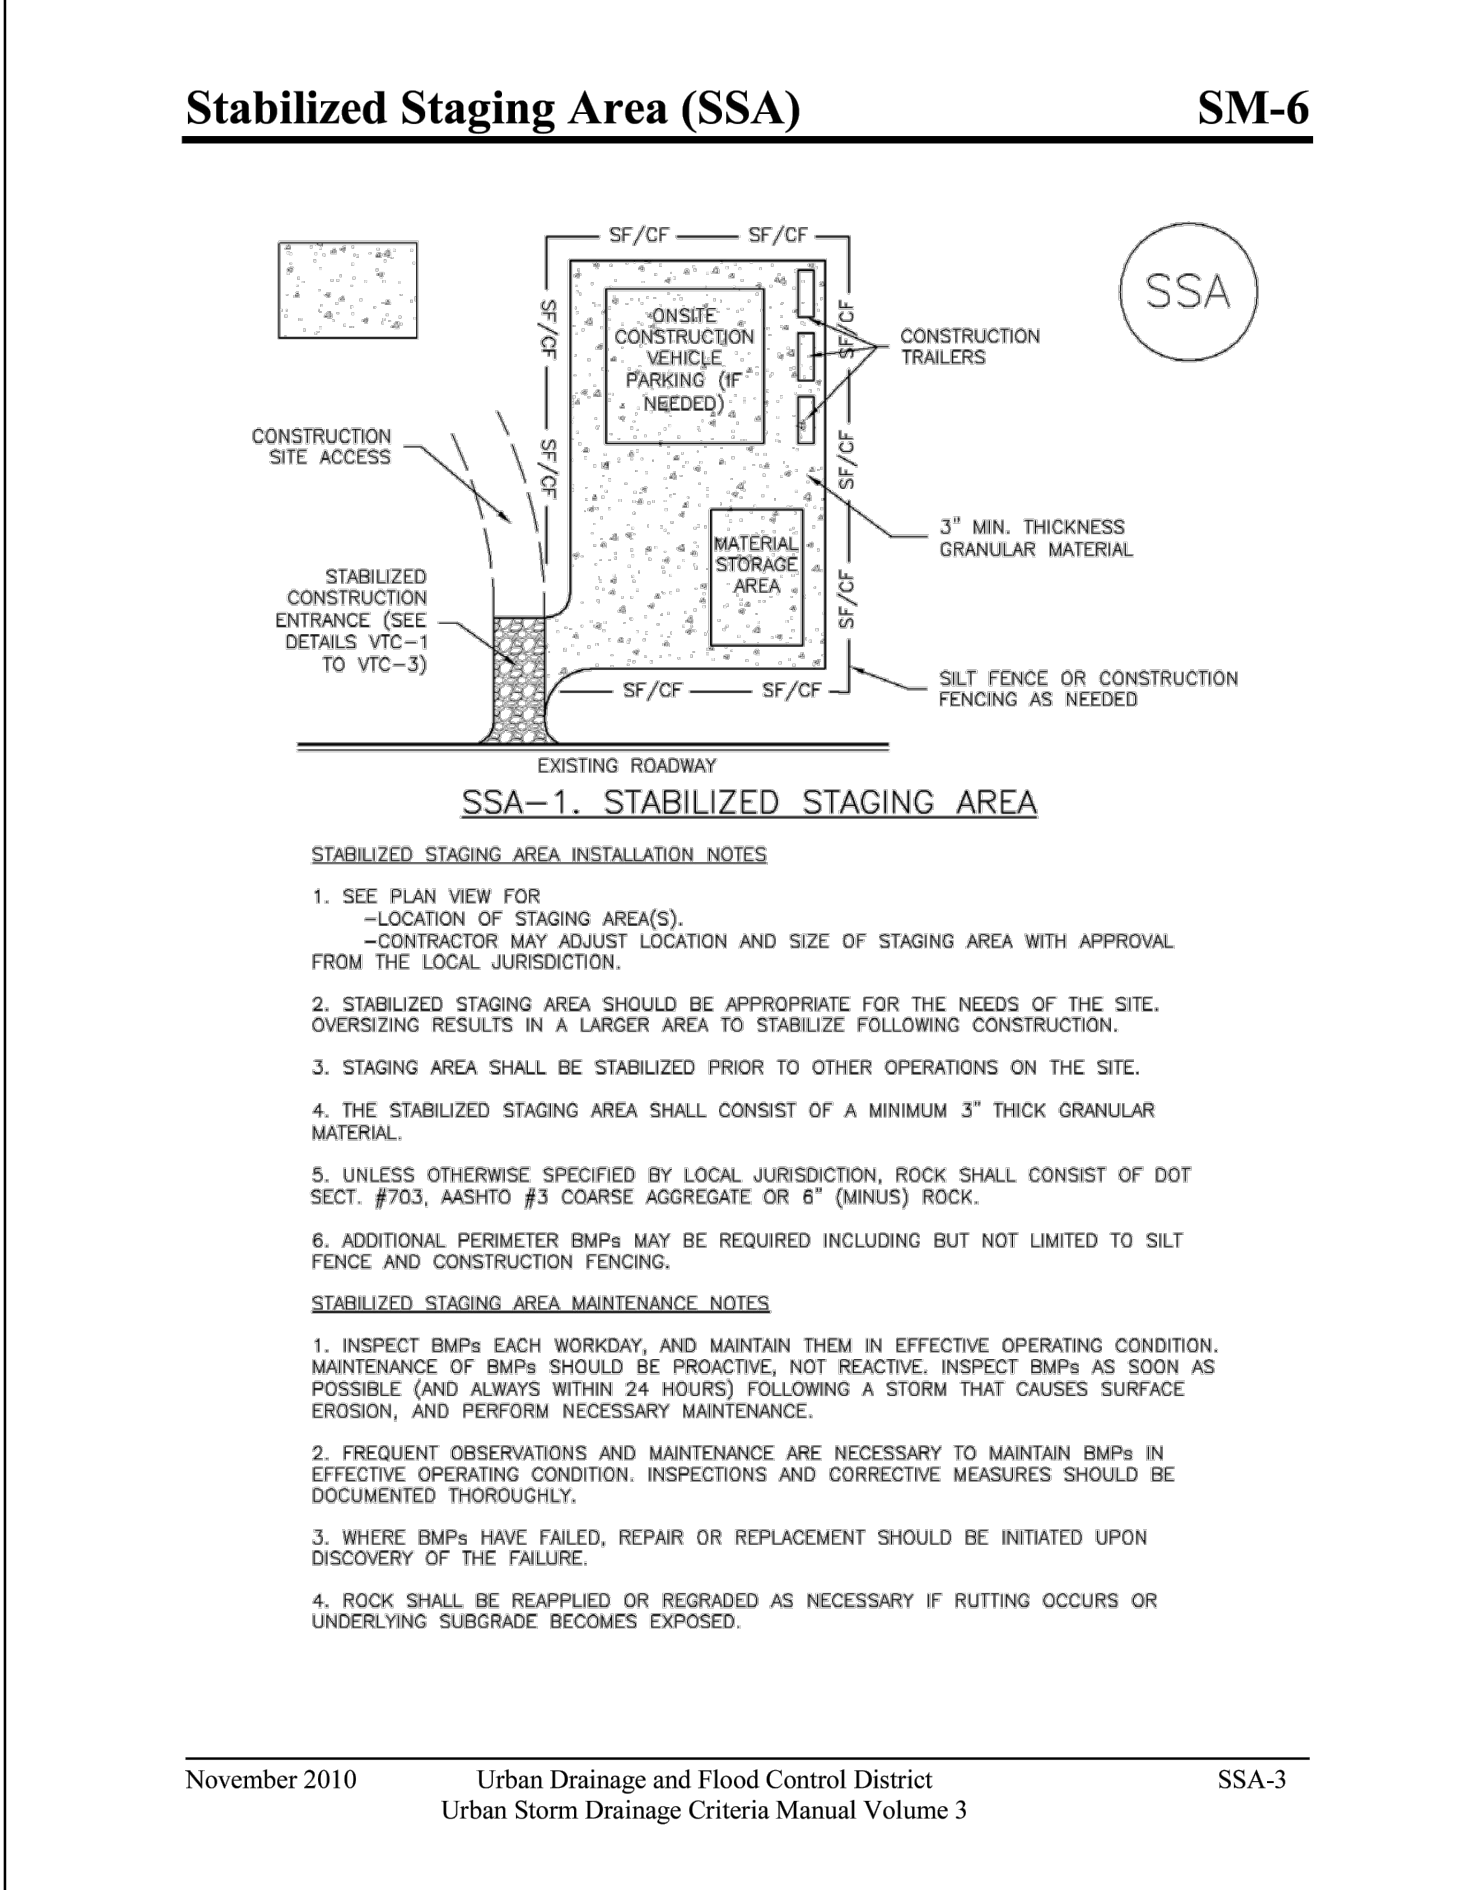 Stabilized Staging Area (SSA) SM-6
SF/CF SF/CF
SSA
SF/CF
SF/CF
ONSITE
CONSTRUCTION
VEHICLE
PARKING (IF
NEEDED)
CONSTRUCTION
TRAILERS
CONSTRUCTION
SITE ACCESS
SF/CF
SF/CF
3" MIN. THICKNESS
GRANULAR MATERIAL
MATERIAL
STORAGE
AREA
STABILIZED
CONSTRUCTION
ENTRANCE (SEE
DETAILS VTC-1
TO VTC-3)
SF/CF
SILT FENCE OR CONSTRUCTION
FENCING AS NEEDED
SF/CF SF/CF
EXISTING ROADWAY
SSA-1. STABILIZED STAGING AREA
STABILIZED STAGING AREA INSTALLATION NOTES
1. SEE PLAN VIEW FOR
-LOCATION OF STAGING AREA(S).
-CONTRACTOR MAY ADJUST LOCATION AND SIZE OF STAGING AREA WITH APPROVAL
FROM THE LOCAL JURISDICTION.
2. STABILIZED STAGING AREA SHOULD BE APPROPRIATE FOR THE NEEDS OF THE SITE.
OVERSIZING RESULTS IN A LARGER AREA TO STABILIZE FOLLOWING CONSTRUCTION.
3. STAGING AREA SHALL BE STABILIZED PRIOR TO OTHER OPERATIONS ON THE SITE.
4. THE STABILIZED STAGING AREA SHALL CONSIST OF A MINIMUM 3" THICK GRANULAR
MATERIAL.
5. UNLESS OTHERWISE SPECIFIED BY LOCAL JURISDICTION, ROCK SHALL CONSIST OF DOT
SECT. #703, AASHTO #3 COARSE AGGREGATE OR 6" (MINUS) ROCK.
6. ADDITIONAL PERIMETER BMPs MAY BE REQUIRED INCLUDING BUT NOT LIMITED TO SILT
FENCE AND CONSTRUCTION FENCING.
STABILIZED STAGING AREA MAINTENANCE NOTES
1. INSPECT BMPs EACH WORKDAY, AND MAINTAIN THEM IN EFFECTIVE OPERATING CONDITION.
MAINTENANCE OF BMPs SHOULD BE PROACTIVE, NOT REACTIVE. INSPECT BMPs AS SOON AS
POSSIBLE (AND ALWAYS WITHIN 24 HOURS) FOLLOWING A STORM THAT CAUSES SURFACE
EROSION, AND PERFORM NECESSARY MAINTENANCE.
2. FREQUENT OBSERVATIONS AND MAINTENANCE ARE NECESSARY TO MAINTAIN BMPs IN
EFFECTIVE OPERATING CONDITION. INSPECTIONS AND CORRECTIVE MEASURES SHOULD BE
DOCUMENTED THOROUGHLY.
3. WHERE BMPs HAVE FAILED, REPAIR OR REPLACEMENT SHOULD BE INITIATED UPON
DISCOVERY OF THE FAILURE.
4. ROCK SHALL BE REAPPLIED OR REGRADED AS NECESSARY IF RUTTING OCCURS OR
UNDERLYING SUBGRADE BECOMES EXPOSED.
November 2010 Urban Drainage and Flood Control District SSA-3
Urban Storm Drainage Criteria Manual Volume 3